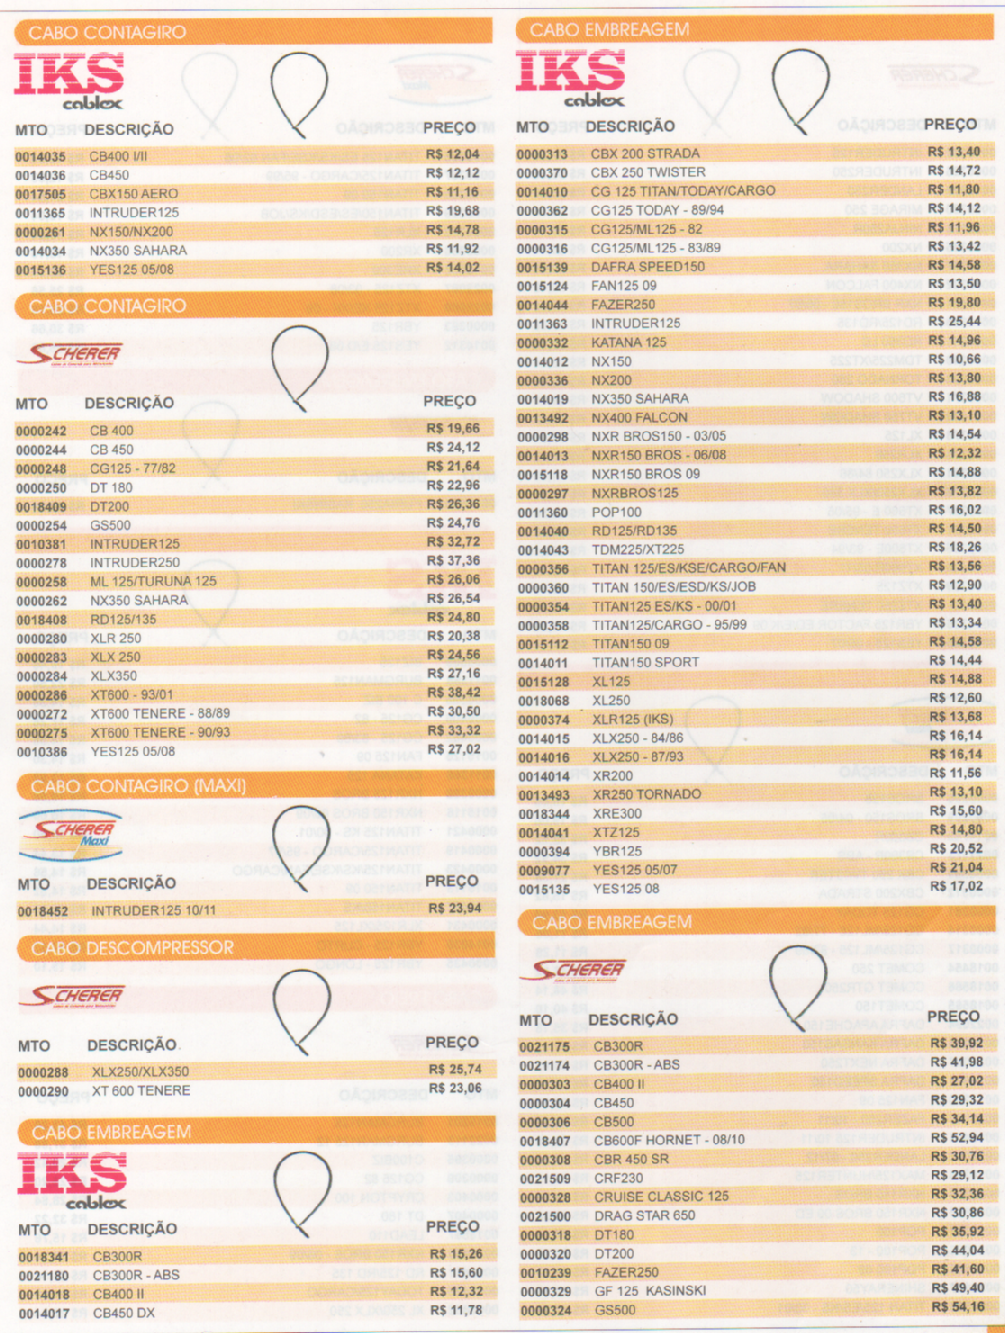 CABO CONTAGIRO
IKS
cablex
MTO DESCRIÇÃO PREÇO
0014035 CB400 I/II R$ 12,04
0014036 CB450 R$ 12,12
0017505 CBX150 AERO R$ 11,16
0011365 INTRUDER125 R$ 19,68
0000261 NX150/NX200 R$ 14,78
0014034 NX350 SAHARA R$ 11,92
0015136 YES125 05/08 R$ 14,02
CABO CONTAGIRO
SCHERER
MTO DESCRIÇÃO PREÇO
0000242 CB 400 R$ 19,66
0000244 CB 450 R$ 24,12
0000248 CG125 - 77/82 R$ 21,64
0000250 DT 180 R$ 22,96
0018409 DT200 R$ 26,36
0000254 GS500 R$ 24,76
0010381 INTRUDER125 R$ 32,72
0000278 INTRUDER250 R$ 37,36
0000258 ML 125/TURUNA 125 R$ 26,06
0000262 NX350 SAHARA R$ 26,54
0018408 RD125/135 R$ 24,80
0000280 XLR 250 R$ 20,38
0000283 XLX 250 R$ 24,56
0000284 XLX350 R$ 27,16
0000286 XT600 - 93/01 R$ 38,42
0000272 XT600 TENERE - 88/89 R$ 30,50
0000275 XT600 TENERE - 90/93 R$ 33,32
0010386 YES125 05/08 R$ 27,02
CABO CONTAGIRO (MAXI)
SCHERER
Maxi
MTO DESCRIÇÃO PREÇO
0018452 INTRUDER125 10/11 R$ 23,94
CABO DESCOMPRESSOR
SCHERER
MTO DESCRIÇÃO PREÇO
0000288 XLX250/XLX350 R$ 25,74
0000290 XT 600 TENERE R$ 23,06
CABO EMBREAGEM
IKS
cablex
MTO DESCRIÇÃO PREÇO
0018341 CB300R R$ 15,26
0021180 CB300R - ABS R$ 15,60
0014018 CB400 II R$ 12,32
0014017 CB450 DX R$ 11,78
CABO EMBREAGEM
IKS
cablex
MTO DESCRIÇÃO PREÇO
0000313 CBX 200 STRADA R$ 13,40
0000370 CBX 250 TWISTER R$ 14,72
0014010 CG 125 TITAN/TODAY/CARGO R$ 11,80
0000362 CG125 TODAY - 89/94 R$ 14,12
0000315 CG125/ML125 - 82 R$ 11,96
0000316 CG125/ML125 - 83/89 R$ 13,42
0015139 DAFRA SPEED150 R$ 14,58
0015124 FAN125 09 R$ 13,50
0014044 FAZER250 R$ 19,80
0011363 INTRUDER125 R$ 25,44
0000332 KATANA 125 R$ 14,96
0014012 NX150 R$ 10,66
0000336 NX200 R$ 13,80
0014019 NX350 SAHARA R$ 16,88
0013492 NX400 FALCON R$ 13,10
0000298 NXR BROS150 - 03/05 R$ 14,54
0014013 NXR150 BROS - 06/08 R$ 12,32
0015118 NXR150 BROS 09 R$ 14,88
0000297 NXRBROS125 R$ 13,82
0011360 POP100 R$ 16,02
0014040 RD125/RD135 R$ 14,50
0014043 TDM225/XT225 R$ 18,26
0000356 TITAN 125/ES/KSE/CARGO/FAN R$ 13,56
0000360 TITAN 150/ES/ESD/KS/JOB R$ 12,90
0000354 TITAN125 ES/KS - 00/01 R$ 13,40
0000358 TITAN125/CARGO - 95/99 R$ 13,34
0015112 TITAN150 09 R$ 14,58
0014011 TITAN150 SPORT R$ 14,44
0015128 XL125 R$ 14,88
0018068 XL250 R$ 12,60
0000374 XLR125 (IKS) R$ 13,68
0014015 XLX250 - 84/86 R$ 16,14
0014016 XLX250 - 87/93 R$ 16,14
0014014 XR200 R$ 11,56
0013493 XR250 TORNADO R$ 13,10
0018344 XRE300 R$ 15,60
0014041 XTZ125 R$ 14,80
0000394 YBR125 R$ 20,52
0009077 YES125 05/07 R$ 21,04
0015135 YES125 08 R$ 17,02
CABO EMBREAGEM
SCHERER
MTO DESCRIÇÃO PREÇO
0021175 CB300R R$ 39,92
0021174 CB300R - ABS R$ 41,98
0000303 CB400 II R$ 27,02
0000304 CB450 R$ 29,32
0000306 CB500 R$ 34,14
0018407 CB600F HORNET - 08/10 R$ 52,94
0000308 CBR 450 SR R$ 30,76
0021509 CRF230 R$ 29,12
0000328 CRUISE CLASSIC 125 R$ 32,36
0021500 DRAG STAR 650 R$ 30,86
0000318 DT180 R$ 35,92
0000320 DT200 R$ 44,04
0010239 FAZER250 R$ 41,60
0000329 GF 125 KASINSKI R$ 49,40
0000324 GS500 R$ 54,16